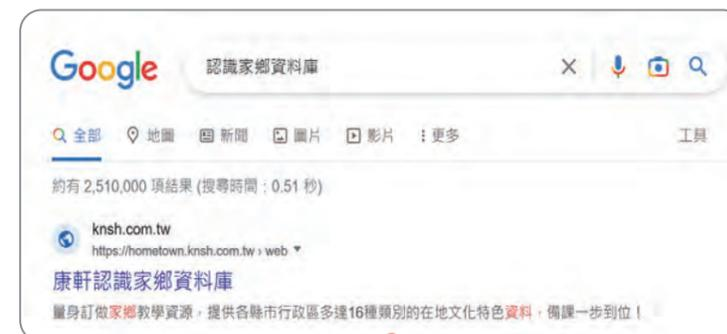 Google 認識家鄉資料庫
全部 地圖 新聞 圖片 影片 更多 工具
約有 2,510,000 項結果 (搜尋時間：0.51 秒)
knsh.com.tw
https://hometown.knsh.com.tw › web
康軒認識家鄉資料庫
量身訂做家鄉教學資源，提供各縣市行政區多達16種類別的在地文化特色資料，備課一步到位！